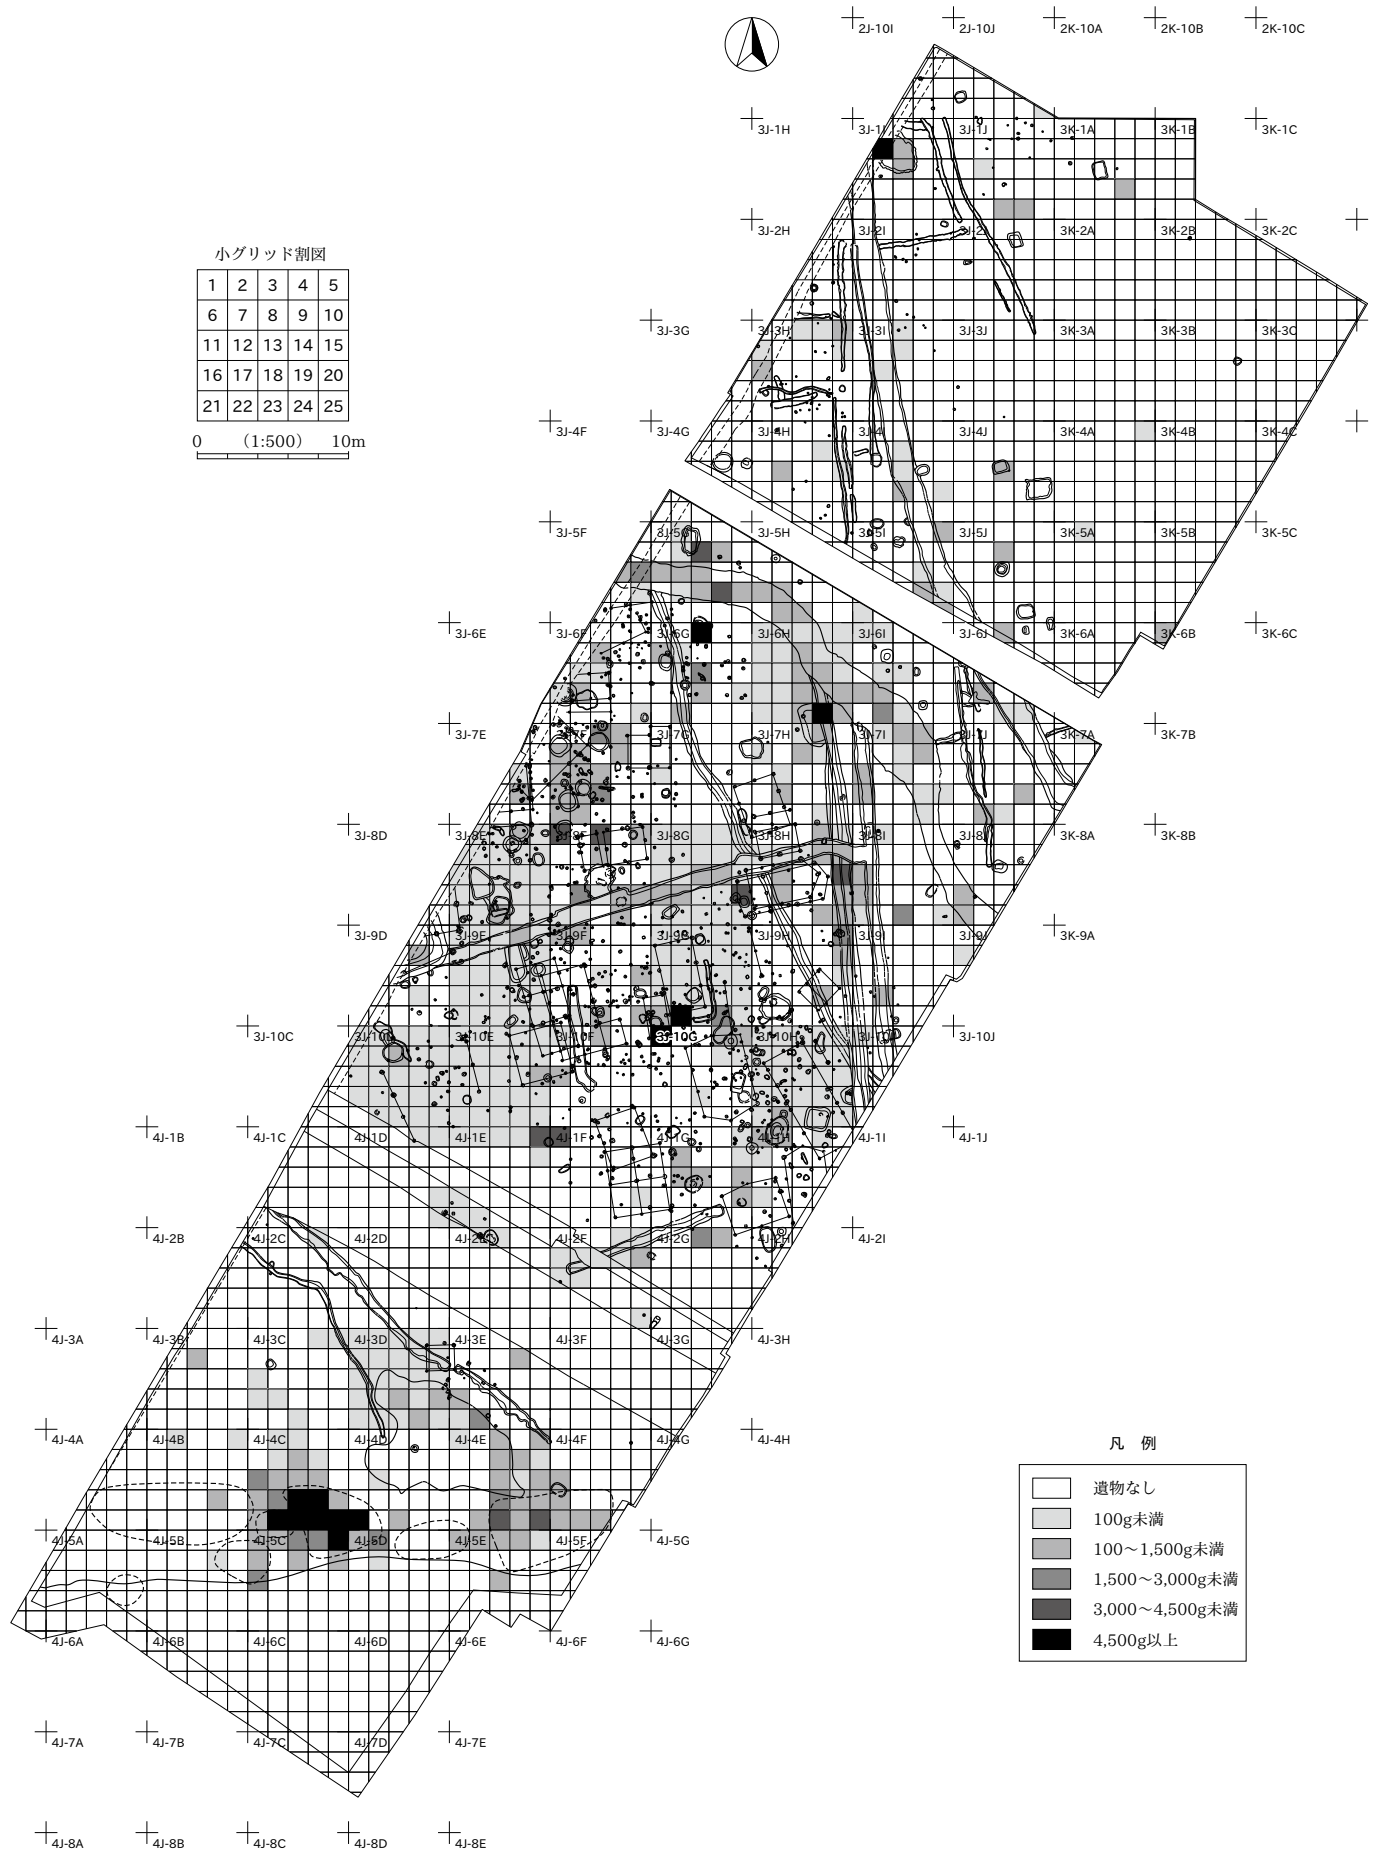 2J-10I 2J-10J 2K-10A 2K-10B 2K-10C
3J-1H 3J-1I 3J-1J 3K-1A 3K-1B 3K-1C
3J-2H 3J-2I 3J-2J 3K-2A 3K-2B 3K-2C
小グリッド割図
1 2 3 4 5
6 7 8 9 10
11 12 13 14 15
16 17 18 19 20
21 22 23 24 25
0 (1:500) 10m
3J-3G 3J-3H 3J-3I 3J-3J 3K-3A 3K-3B 3K-3C
3J-4F 3J-4G 3J-4H 3J-4I 3J-4J 3K-4A 3K-4B 3K-4C
3J-5F 3J-5G 3J-5H 3J-5I 3J-5J 3K-5A 3K-5B 3K-5C
3J-6E 3J-6F 3J-6G 3J-6H 3J-6I 3J-6J 3K-6A 3K-6B 3K-6C
3J-7E 3J-7F 3J-7G 3J-7H 3J-7I 3J-7J 3K-7A 3K-7B
3J-8D 3J-8E 3J-8F 3J-8G 3J-8H 3J-8I 3J-8J 3K-8A 3K-8B
3J-9D 3J-9E 3J-9F 3J-9G 3J-9H 3J-9I 3J-9J 3K-9A
3J-10C 3J-10D 3J-10E 3J-10F 3J-10G 3J-10H 3J-10I 3J-10J
4J-1B 4J-1C 4J-1D 4J-1E 4J-1F 4J-1G 4J-1H 4J-1I 4J-1J
4J-2B 4J-2C 4J-2D 4J-2E 4J-2F 4J-2G 4J-2H 4J-2I
4J-3A 4J-3B 4J-3C 4J-3D 4J-3E 4J-3F 4J-3G 4J-3H
4J-4A 4J-4B 4J-4C 4J-4D 4J-4E 4J-4F 4J-4G 4J-4H
4J-5A 4J-5B 4J-5C 4J-5D 4J-5E 4J-5F 4J-5G
4J-6A 4J-6B 4J-6C 4J-6D 4J-6E 4J-6F 4J-6G
4J-7A 4J-7B 4J-7C 4J-7D 4J-7E
4J-8A 4J-8B 4J-8C 4J-8D 4J-8E
凡 例
遺物なし
100g未満
100～1,500g未満
1,500～3,000g未満
3,000～4,500g未満
4,500g以上